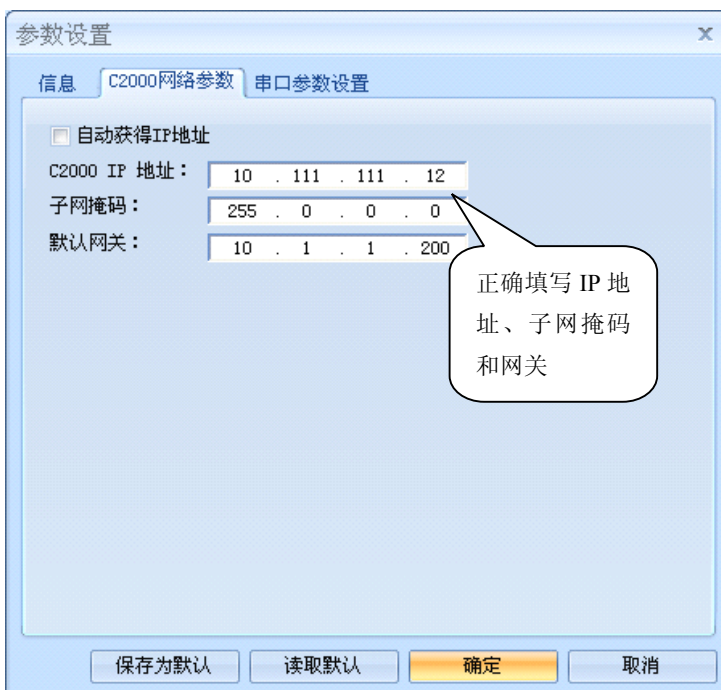 参数设置
信息 C2000网络参数 串口参数设置
自动获得IP地址
C2000 IP 地址： 10 . 111 . 111 . 12
子网掩码： 255 . 0 . 0 . 0
默认网关： 10 . 1 . 1 . 200
正确填写 IP 地
址、子网掩码
和网关
保存为默认 读取默认 确定 取消